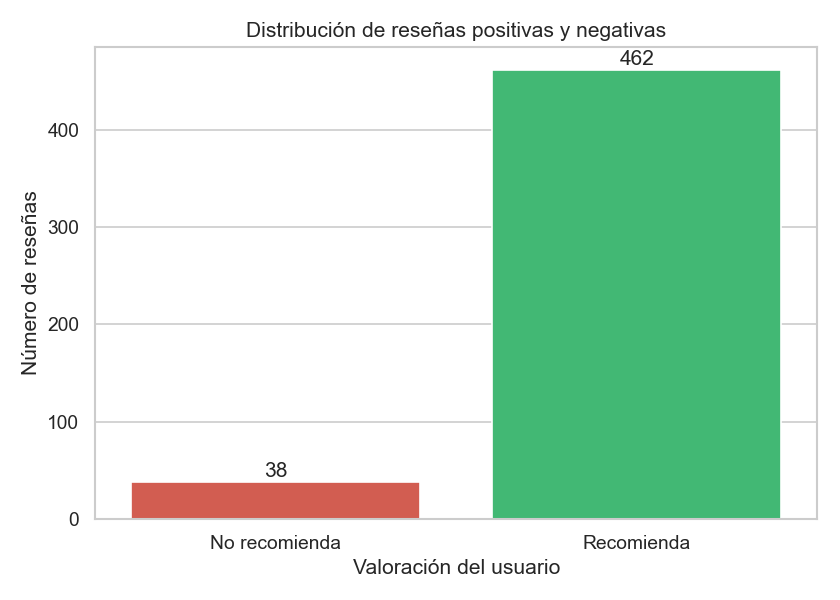 Distribución de reseñas positivas y negativas
462
400
300
200
100
0
38
Número de reseñas
No recomienda
Recomienda
Valoración del usuario